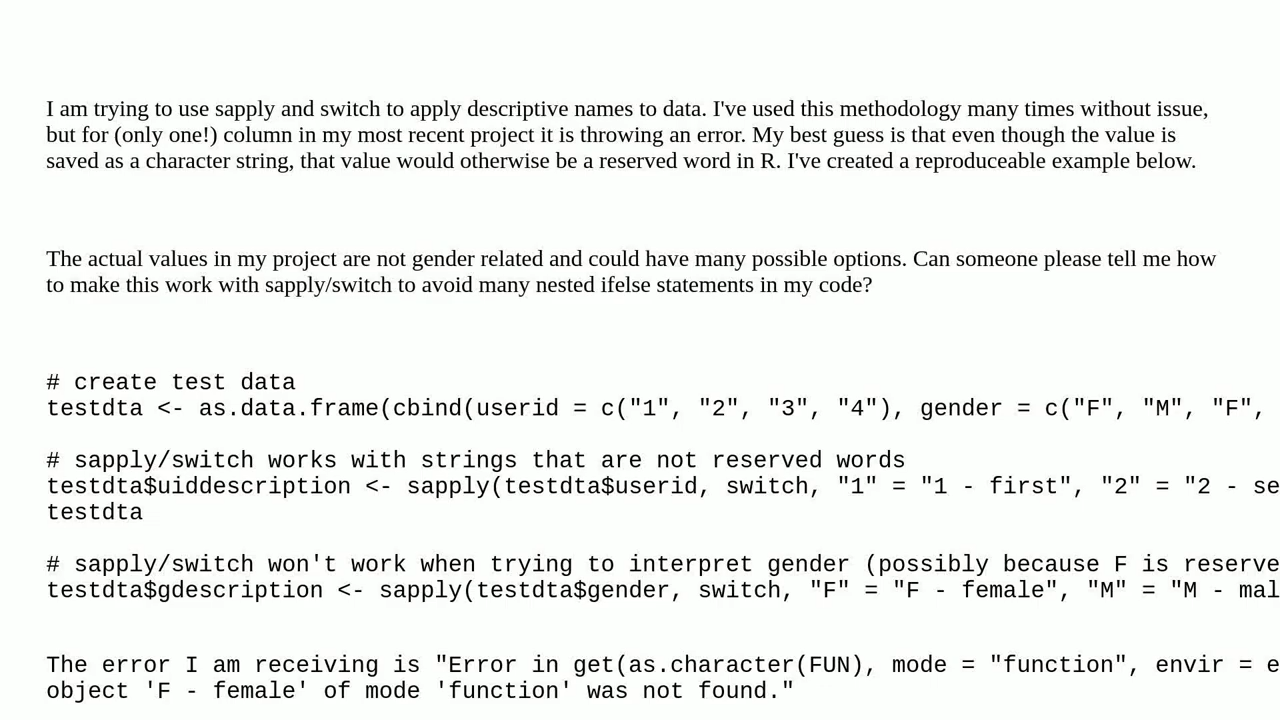 I am trying to use sapply and switch to apply descriptive names to data. I've used this methodology many times without issue,
but for (only one!) column in my most recent project it is throwing an error. My best guess is that even though the value is
saved as a character string, that value would otherwise be a reserved word in R. I've created a reproduceable example below.
The actual values in my project are not gender related and could have many possible options. Can someone please tell me how
to make this work with sapply/switch to avoid many nested ifelse statements in my code?
# create test data
testdta <- as.data.frame(cbind(userid = c("1", "2", "3", "4"), gender = c("F", "M", "F",
# sapply/switch works with strings that are not reserved words
testdta$uiddescription <- sapply(testdta$userid, switch, "1" = "1 - first", "2" = "2 - se
testdta
# sapply/switch won't work when trying to interpret gender (possibly because F is reserve
testdta$gdescription <- sapply(testdta$gender, switch, "F" = "F - female", "M" = "M - mal
The error I am receiving is "Error in get(as.character(FUN), mode = "function", envir = e
object 'F - female' of mode 'function' was not found."